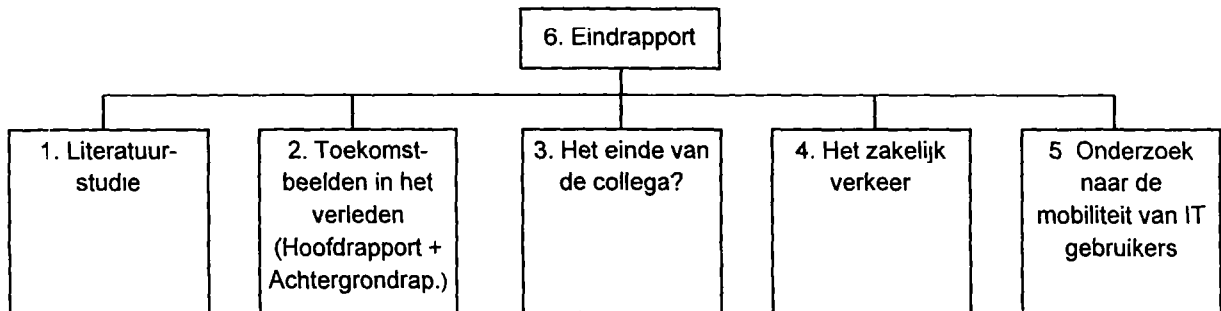 6. Eindrapport
1. Literatuur-
studie
2. Toekomst-
beelden in het
verleden
(Hoofdrapport +
Achtergrondrap.)
3. Het einde van
de collega?
4. Het zakelijk
verkeer
5 Onderzoek
naar de
mobiliteit van IT
gebruikers